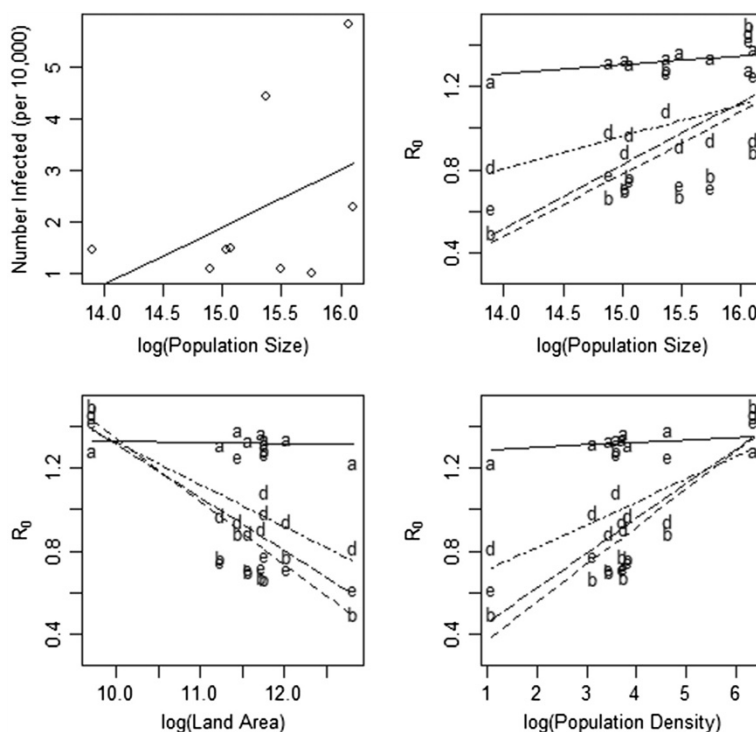 Number Infected (per 10,000)
5
4
3
2
1
14.0 14.5 15.0 15.5 16.0
log(Population Size)
R0
1.2
0.8
0.4
14.0 14.5 15.0 15.5 16.0
log(Population Size)
R0
1.2
0.8
0.4
10.0 11.0 12.0
log(Land Area)
R0
1.2
0.8
0.4
1 2 3 4 5 6
log(Population Density)